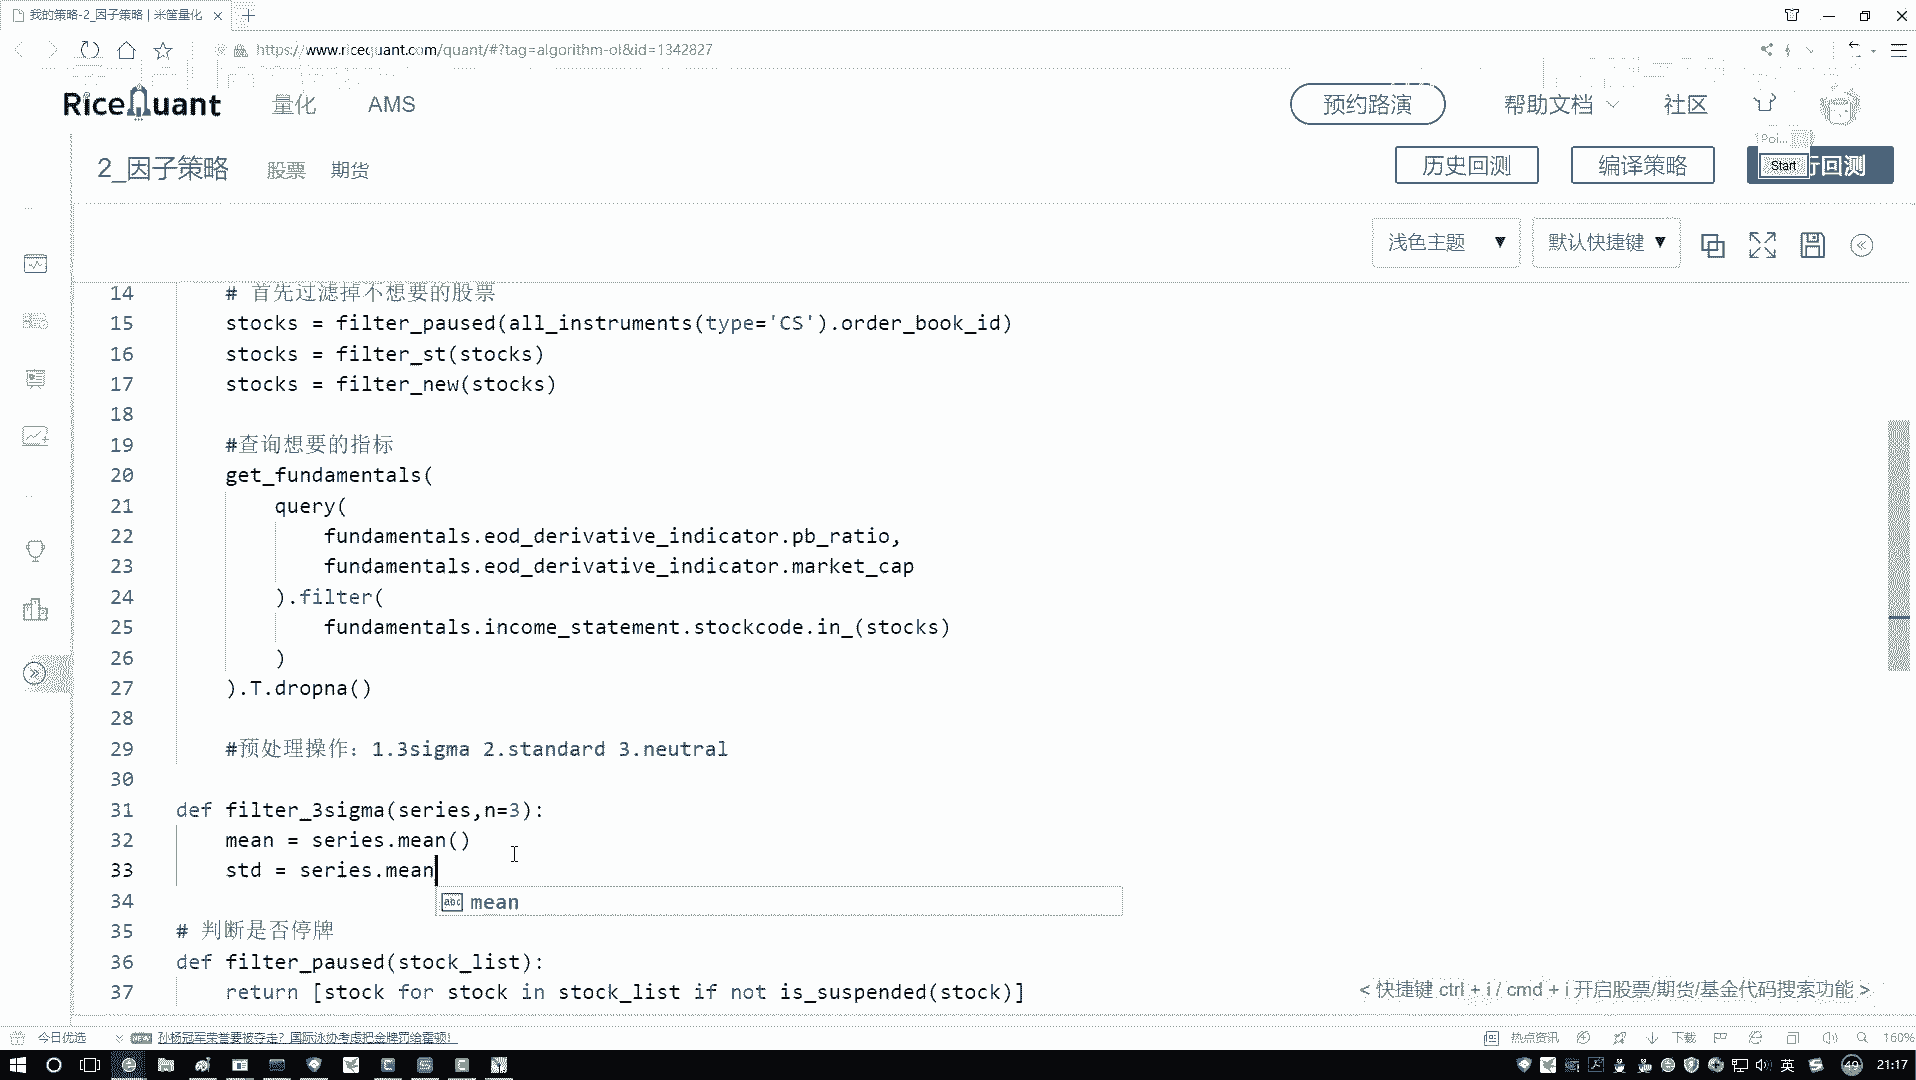 我的策略-2_因子策略 | 米筐量化
https://www.ricequant.com/quant/#?tag=algorithm-ol&id=1342827
RiceQuant 量化 AMS 预约路演 帮助文档 社区
Poi...
2_因子策略 股票 期货 历史回测 编译策略 Start 行回测
浅色主题 ▼ 默认快捷键 ▼
14 # 首先过滤掉不想要的股票
15 stocks = filter_paused(all_instruments(type='CS').order_book_id)
16 stocks = filter_st(stocks)
17 stocks = filter_new(stocks)
18
19 #查询想要的指标
20 get_fundamentals(
21 query(
22 fundamentals.eod_derivative_indicator.pb_ratio,
23 fundamentals.eod_derivative_indicator.market_cap
24 ).filter(
25 fundamentals.income_statement.stockcode.in_(stocks)
26 )
27 ).T.dropna()
28
29 #预处理操作：1.3sigma 2.standard 3.neutral
30
31 def filter_3sigma(series,n=3):
32 mean = series.mean()
33 std = series.mean
34 abc mean
35 # 判断是否停牌
36 def filter_paused(stock_list):
37 return [stock for stock in stock_list if not is_suspended(stock)]
< 快捷键 ctrl + i / cmd + i 开启股票/期货/基金代码搜索功能 >
今日优选 NEW 孙杨冠军荣誉要被夺走？国际泳协考虑把金牌罚给霍顿！ 热点资讯 下载 160%
英 49 21:17